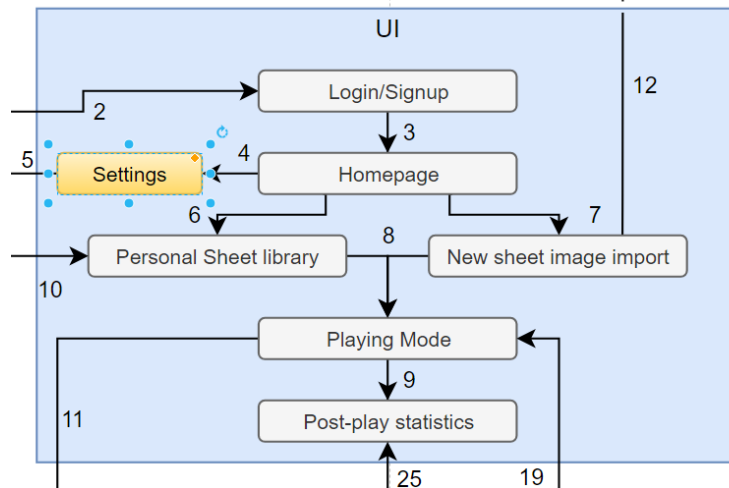 UI
12
Login/Signup
2
3
5
Settings
4
Homepage
6
7
Personal Sheet library
8
New sheet image import
10
Playing Mode
9
11
Post-play statistics
25
19